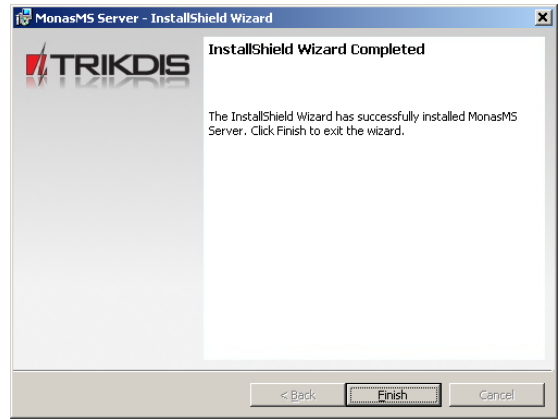 MonasMS Server - InstallShield Wizard
TRIKDIS
InstallShield Wizard Completed
The InstallShield Wizard has successfully installed MonasMS
Server. Click Finish to exit the wizard.
< Back
Finish
Cancel